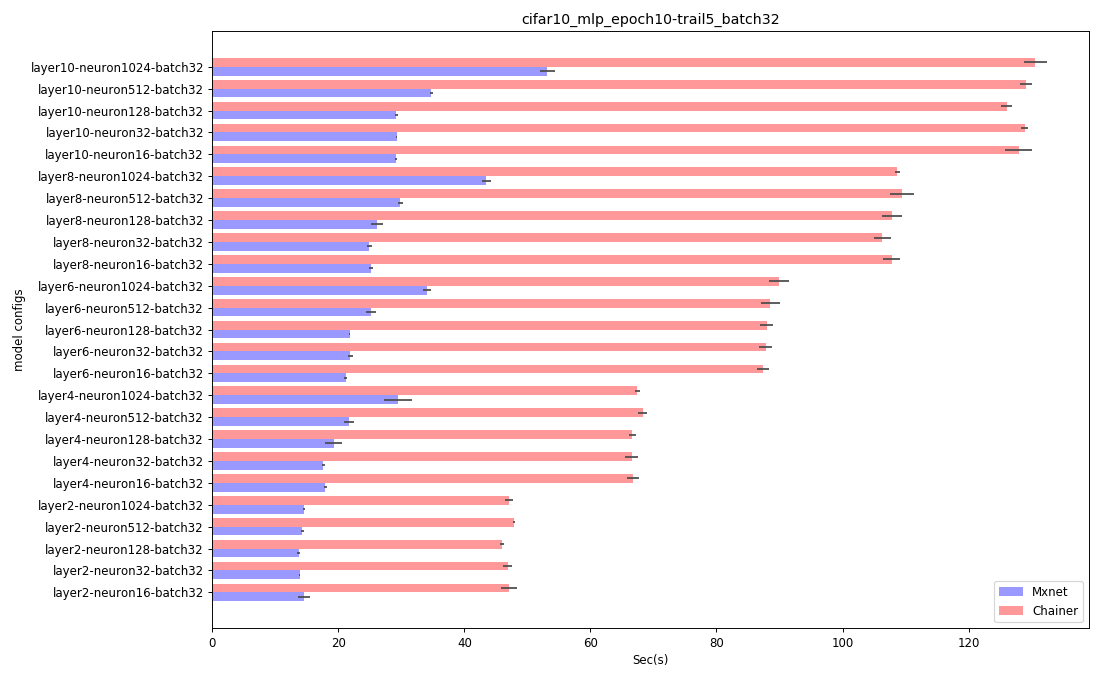 cifar10_mlp_epoch10-trail5_batch32
layer10-neuron1024-batch32
layer10-neuron512-batch32
layer10-neuron128-batch32
layer10-neuron32-batch32
layer10-neuron16-batch32
layer8-neuron1024-batch32
layer8-neuron512-batch32
layer8-neuron128-batch32
layer8-neuron32-batch32
layer8-neuron16-batch32
layer6-neuron1024-batch32
layer6-neuron512-batch32
layer6-neuron128-batch32
layer6-neuron32-batch32
layer6-neuron16-batch32
layer4-neuron1024-batch32
layer4-neuron512-batch32
layer4-neuron128-batch32
layer4-neuron32-batch32
layer4-neuron16-batch32
layer2-neuron1024-batch32
layer2-neuron512-batch32
layer2-neuron128-batch32
layer2-neuron32-batch32
layer2-neuron16-batch32
model configs
Mxnet
Chainer
0 20 40 60 80 100 120
Sec(s)